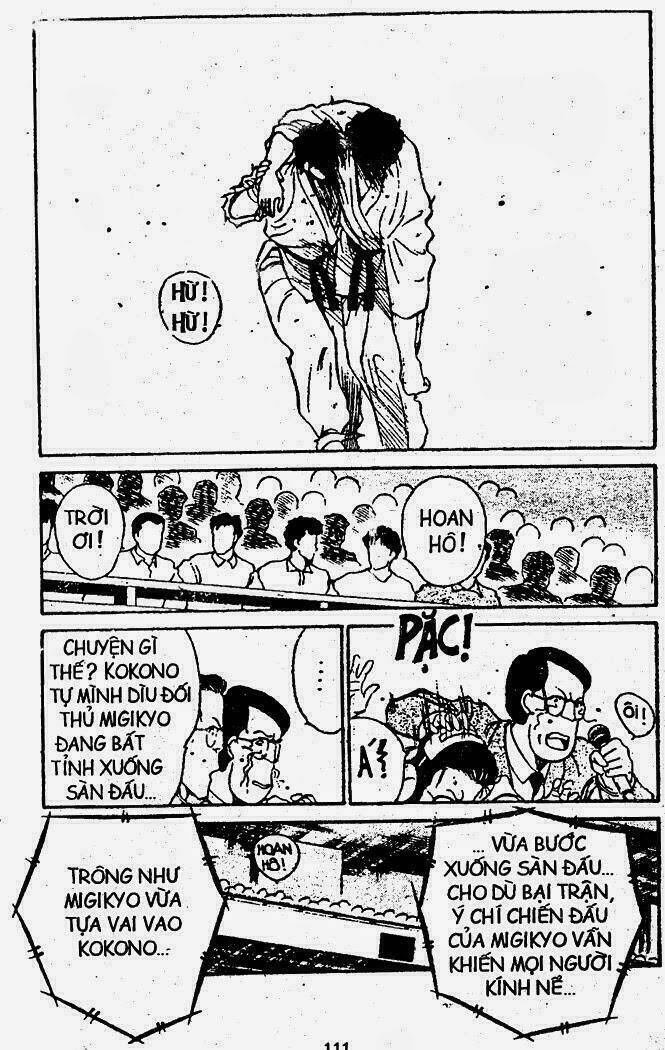 HỪ!
HỪ!
TRỜI
ƠI!
HOAN
HÔ!
CHUYỆN GÌ
THẾ? KOKONO
TỰ MÌNH DÌU ĐỐI
THỦ MIGIKYO
ĐANG BẤT
TỈNH XUỐNG
SÀN ĐẤU...
...
PẶC!
Á!
ÔI!
TRÔNG NHƯ
MIGIKYO VỪA
TỰA VAI VAO
KOKONO...
HOAN
HÔ!
... VỪA BƯỚC
XUỐNG SÀN ĐẤU...
CHO DÙ BẠI TRẬN,
Ý CHÍ CHIẾN ĐẤU
CỦA MIGIKYO VẪN
KHIẾN MỌI NGƯỜI
KÍNH NỂ...
111